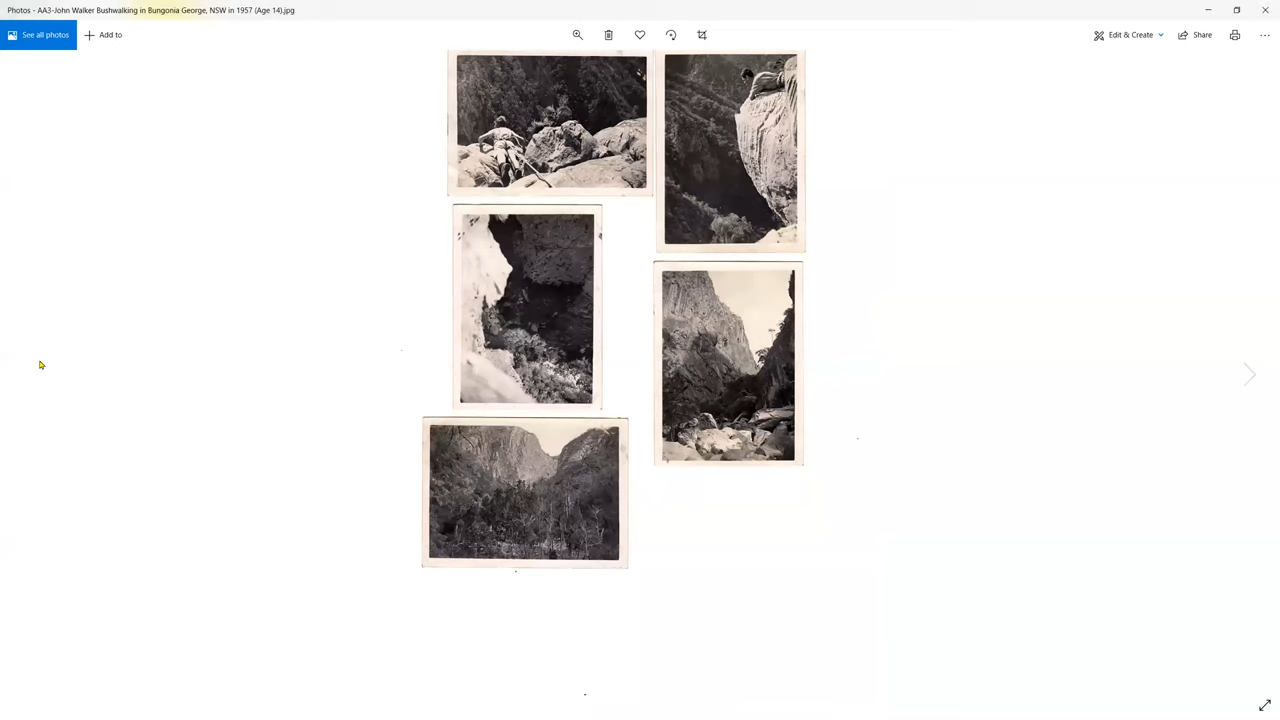 Photos - AA3-John Walker Bushwalking in Bungonia George, NSW in 1957 (Age 14).jpg
See all photos
Add to
Edit & Create
Share